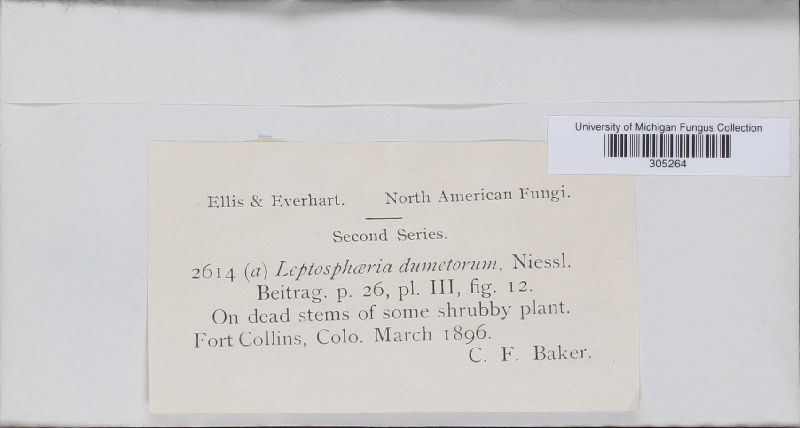 University of Michigan Fungus Collection
305264
Ellis & Everhart. North American Fungi.
Second Series.
2614 (a) Leptosphæria dumetorum, Niessl.
Beitrag. p. 26, pl. III, fig. 12.
On dead stems of some shrubby plant.
Fort Collins, Colo. March 1896.
C. F. Baker.